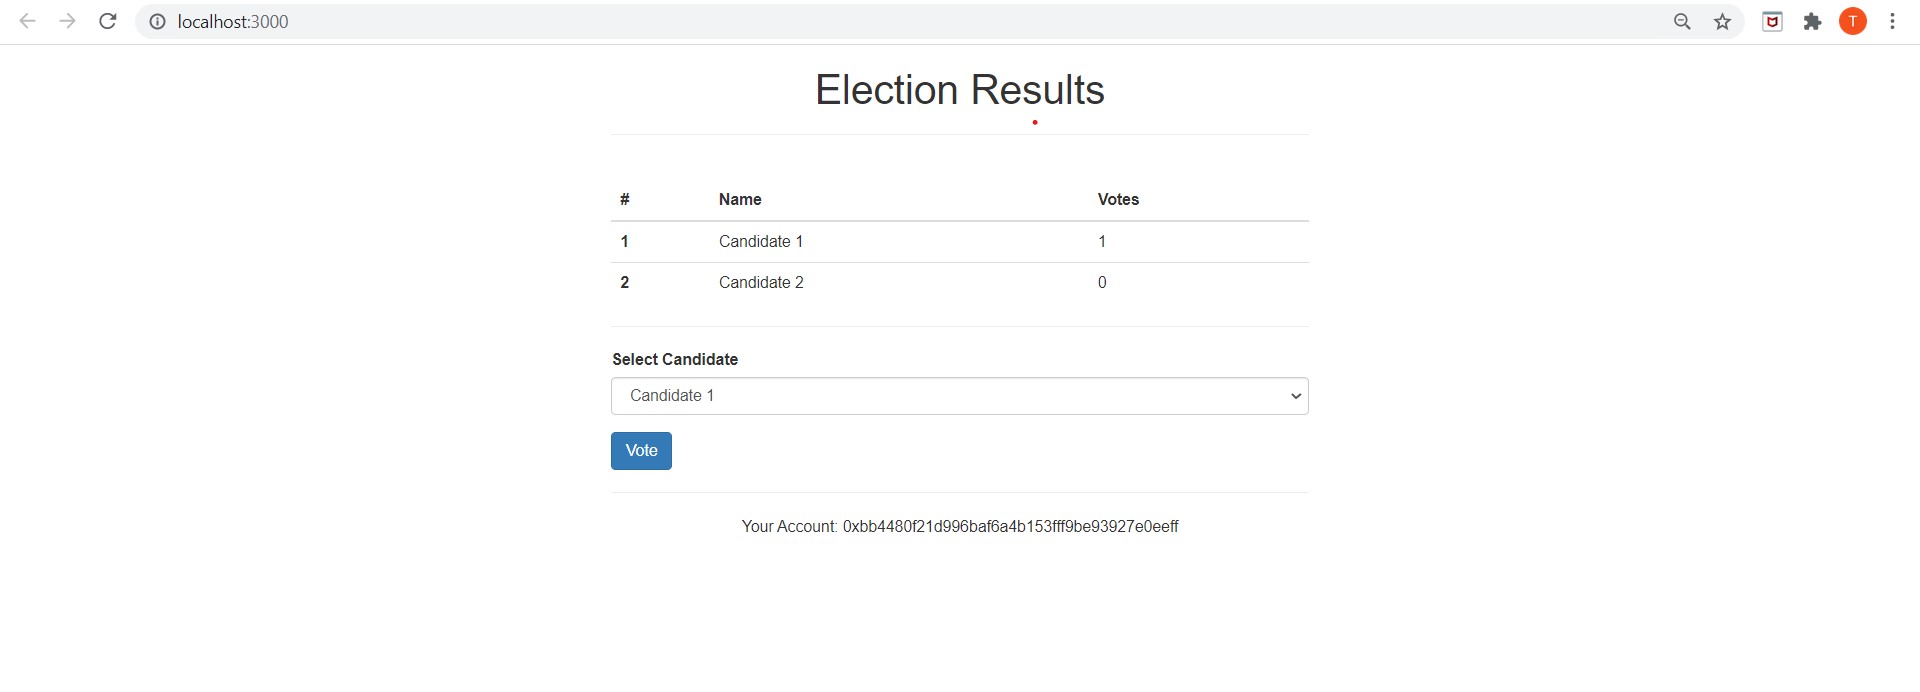 localhost:3000
T
Election Results
# Name Votes
1 Candidate 1 1
2 Candidate 2 0
Select Candidate
Candidate 1
Vote
Your Account: 0xbb4480f21d996baf6a4b153fff9be93927e0eeff